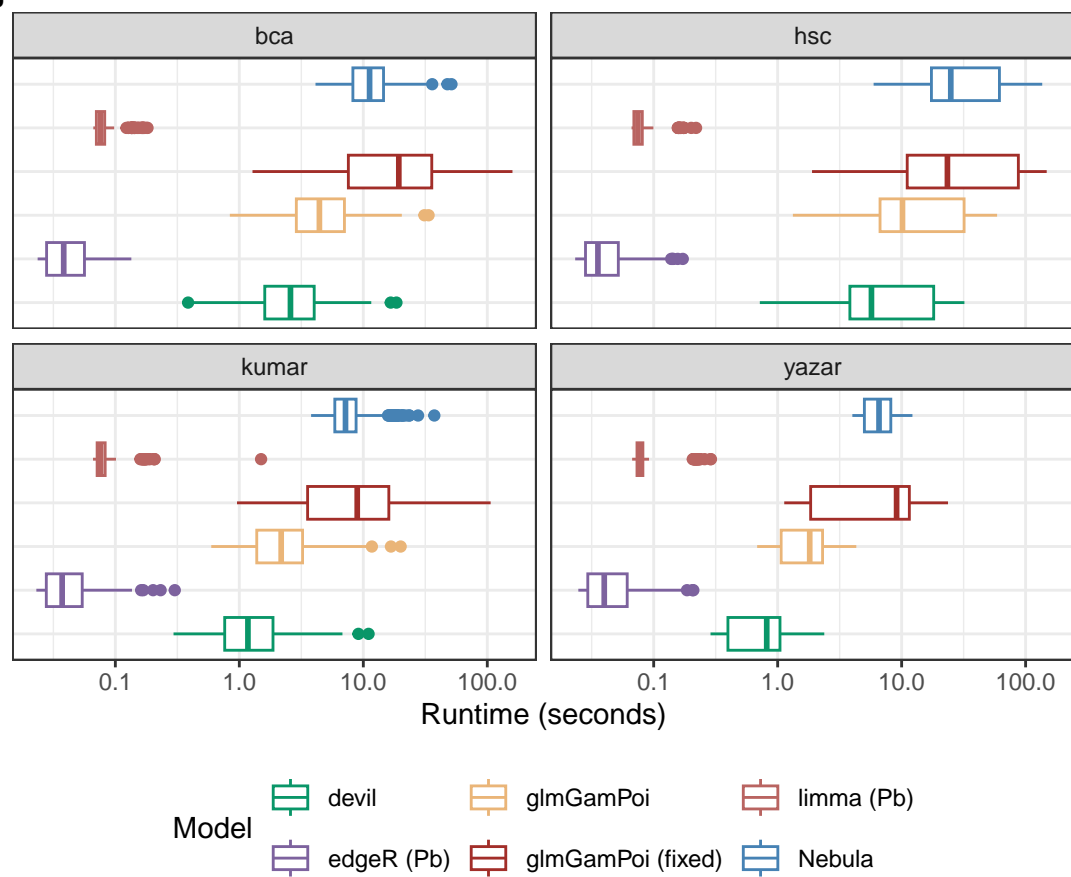 bca hsc
kumar yazar
0.1 1.0 10.0 100.0 0.1 1.0 10.0 100.0
Runtime (seconds)
Model
devil glmGamPoi limma (Pb)
edgeR (Pb) glmGamPoi (fixed) Nebula